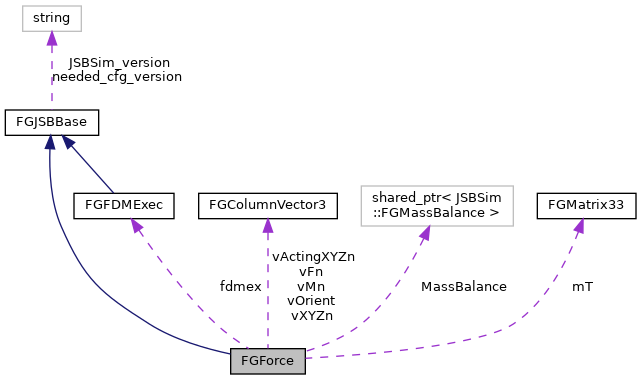 string
JSBSim_version
needed_cfg_version
FGJSBBase
FGFDMExec
FGColumnVector3
shared_ptr< JSBSim
::FGMassBalance >
FGMatrix33
fdmex
vActingXYZn
vFn
vMn
vOrient
vXYZn
MassBalance
mT
FGForce